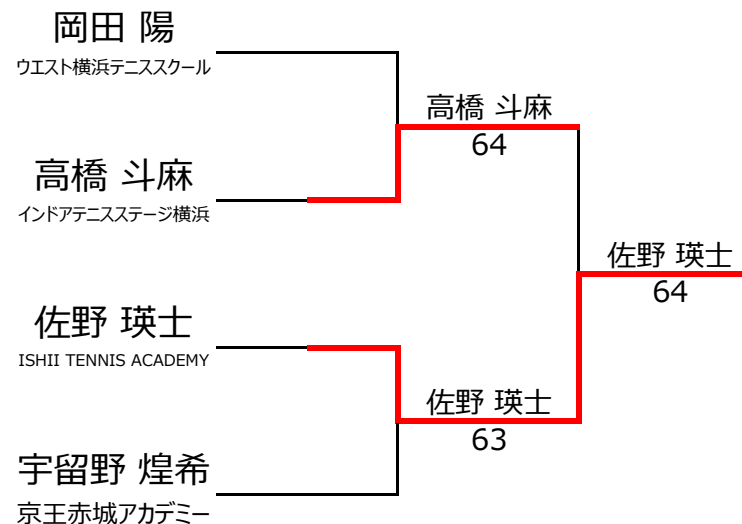 岡田 陽
ウエスト横浜テニススクール
高橋 斗麻
64
高橋 斗麻
インドアテニスステージ横浜
佐野 瑛士
64
佐野 瑛士
ISHII TENNIS ACADEMY
佐野 瑛士
63
宇留野 煌希
京王赤城アカデミー